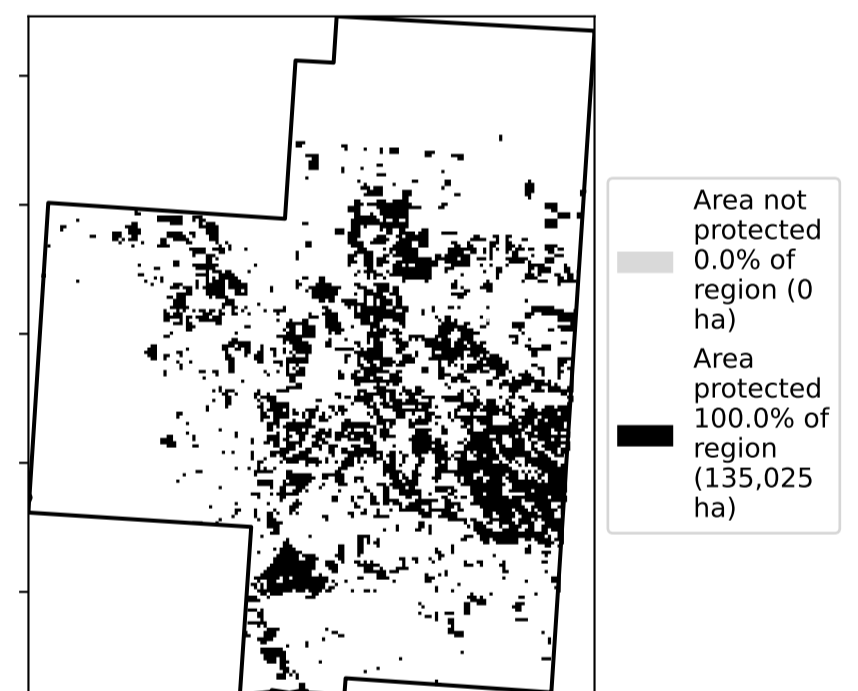 Area not
protected
0.0% of
region (0
ha)
Area
protected
100.0% of
region
(135,025
ha)